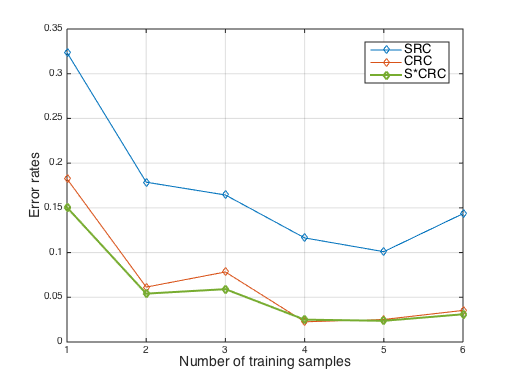 0.35
0.3
0.25
0.2
0.15
0.1
0.05
0
Error rates
SRC
CRC
S*CRC
1 2 3 4 5 6
Number of training samples